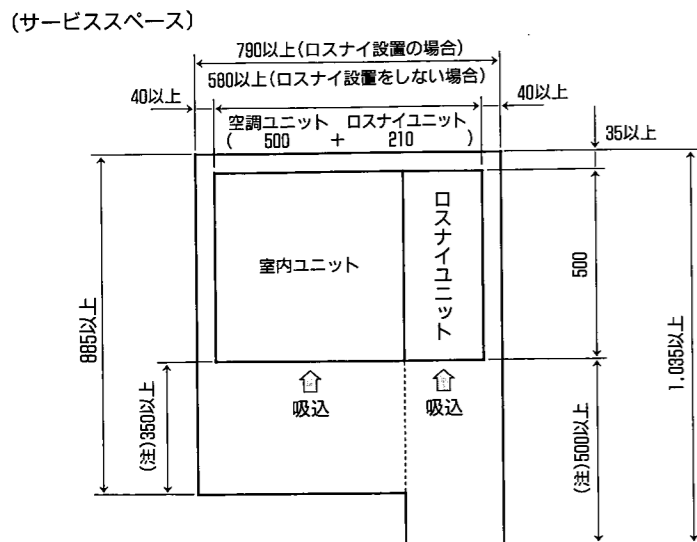 (サービススペース)
790以上(ロスナイ設置の場合)
580以上(ロスナイ設置をしない場合)
40以上
40以上
空調ユニット ロスナイユニット
( 500 + 210 )
35以上
室内ユニット
ロスナイユニット
500
885以上
1.035以上
(注)350以上
吸込
吸込
(注)500以上